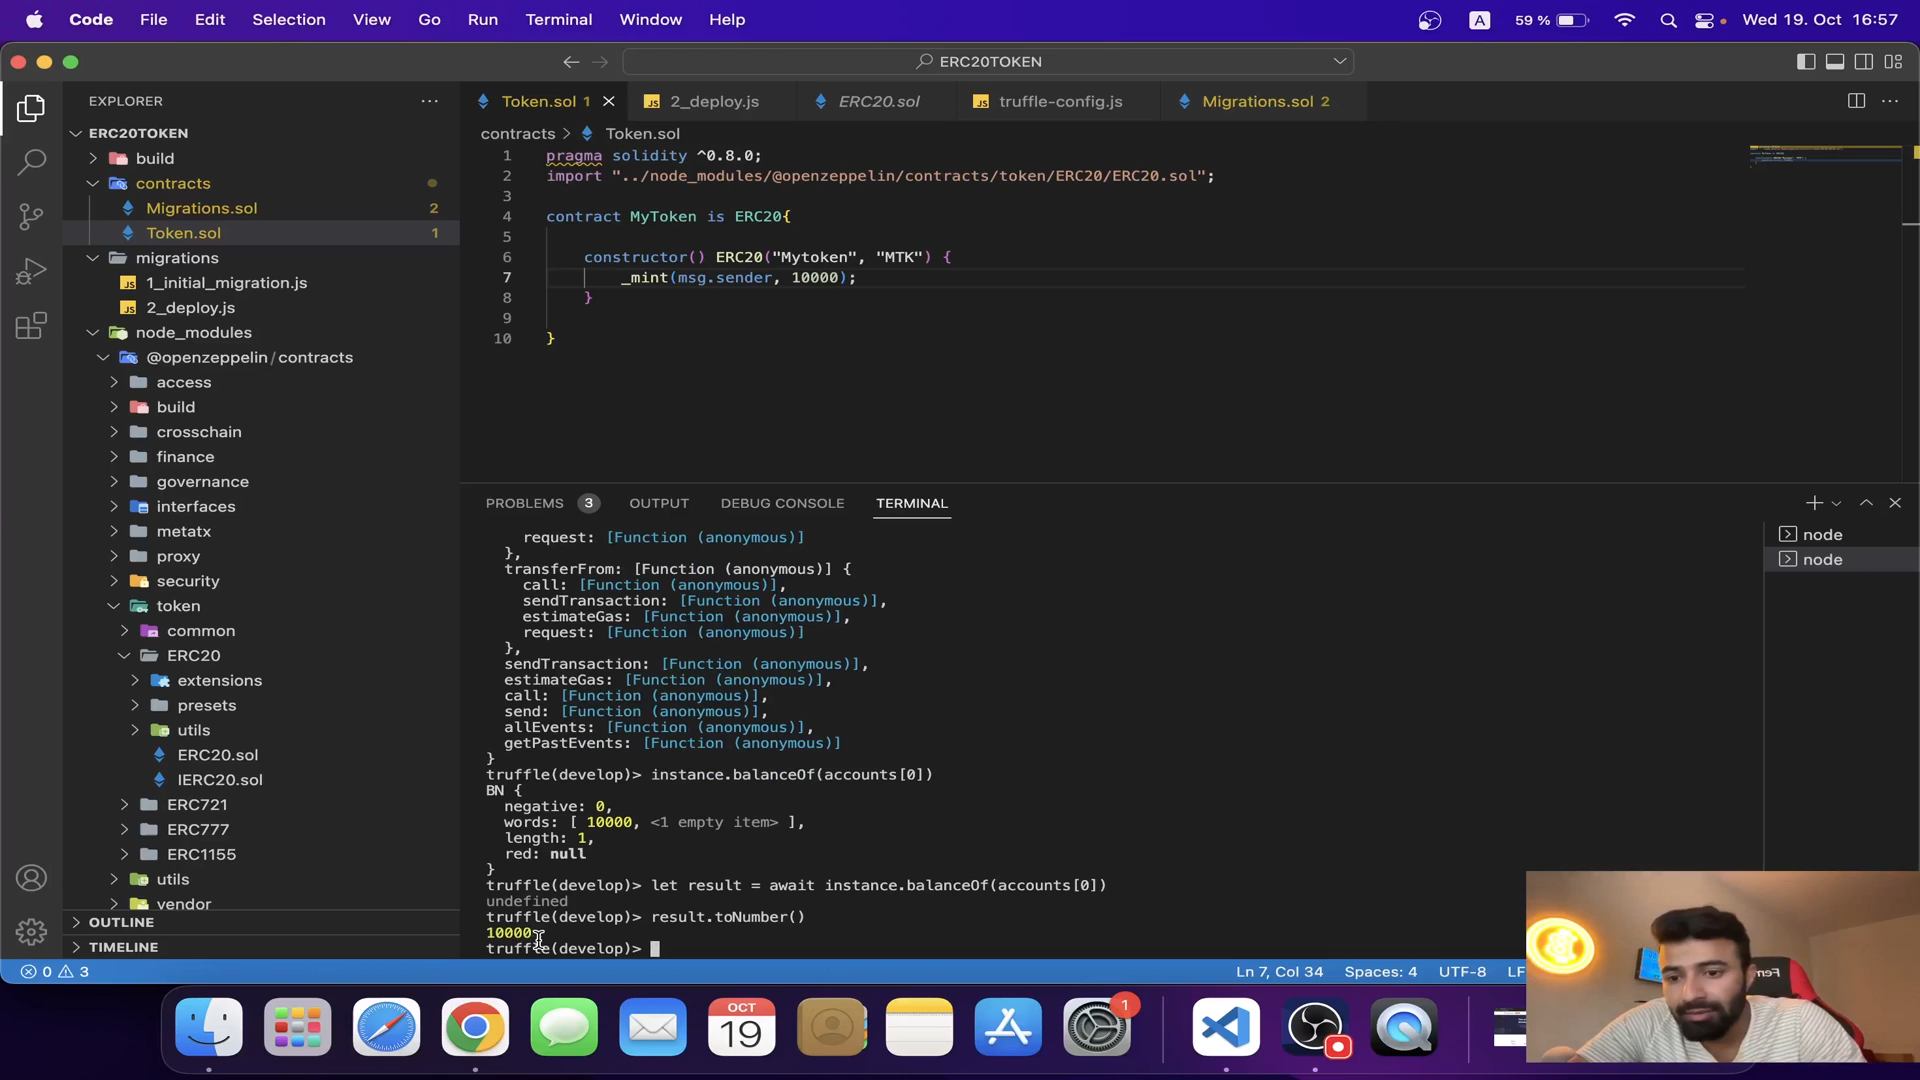 Code File Edit Selection View Go Run Terminal Window Help A 59 % Wed 19. Oct 16:57
ERC20TOKEN
EXPLORER
ERC20TOKEN
build
contracts
Migrations.sol 2
Token.sol 1
migrations
1_initial_migration.js
2_deploy.js
node_modules
@openzeppelin/contracts
access
build
crosschain
finance
governance
interfaces
metatx
proxy
security
token
common
ERC20
extensions
presets
utils
ERC20.sol
IERC20.sol
ERC721
ERC777
ERC1155
utils
vendor
OUTLINE
TIMELINE
Token.sol 1 2_deploy.js ERC20.sol truffle-config.js Migrations.sol 2
contracts > Token.sol
1 pragma solidity ^0.8.0;
2 import "../node_modules/@openzeppelin/contracts/token/ERC20/ERC20.sol";
3
4 contract MyToken is ERC20{
5
6 constructor() ERC20("Mytoken", "MTK") {
7 _mint(msg.sender, 10000);
8 }
9
10 }
PROBLEMS 3 OUTPUT DEBUG CONSOLE TERMINAL
request: [Function (anonymous)]
},
transferFrom: [Function (anonymous)] {
call: [Function (anonymous)],
sendTransaction: [Function (anonymous)],
estimateGas: [Function (anonymous)],
request: [Function (anonymous)]
},
sendTransaction: [Function (anonymous)],
estimateGas: [Function (anonymous)],
call: [Function (anonymous)],
send: [Function (anonymous)],
allEvents: [Function (anonymous)],
getPastEvents: [Function (anonymous)]
}
truffle(develop)> instance.balanceOf(accounts[0])
BN {
negative: 0,
words: [ 10000, <1 empty item> ],
length: 1,
red: null
}
truffle(develop)> let result = await instance.balanceOf(accounts[0])
undefined
truffle(develop)> result.toNumber()
10000
truffle(develop)>
node
node
0 3 Ln 7, Col 34 Spaces: 4 UTF-8 LF
OCT
19
1